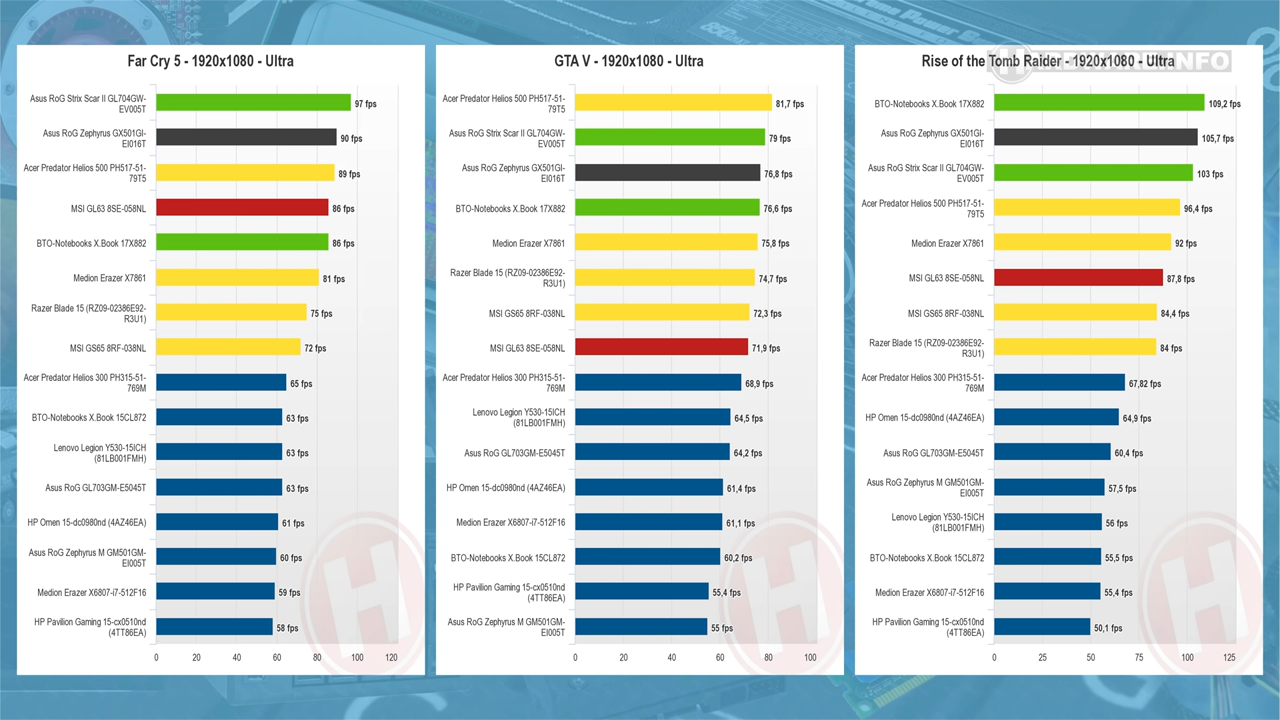 Far Cry 5 - 1920x1080 - Ultra
Asus RoG Strix Scar II GL704GW-
EV005T
97 fps
Asus RoG Zephyrus GX501GI-
EI016T
90 fps
Acer Predator Helios 500 PH517-51-
79T5
89 fps
MSI GL63 8SE-058NL
86 fps
BTO-Notebooks X.Book 17X882
86 fps
Medion Erazer X7861
81 fps
Razer Blade 15 (RZ09-02386E92-
R3U1)
75 fps
MSI GS65 8RF-038NL
72 fps
Acer Predator Helios 300 PH315-51-
769M
65 fps
BTO-Notebooks X.Book 15CL872
63 fps
Lenovo Legion Y530-15ICH
(81LB001FMH)
63 fps
Asus RoG GL703GM-E5045T
63 fps
HP Omen 15-dc0980nd (4AZ46EA)
61 fps
Asus RoG Zephyrus M GM501GM-
EI005T
60 fps
Medion Erazer X6807-i7-512F16
59 fps
HP Pavilion Gaming 15-cx0510nd
(4TT86EA)
58 fps
0 20 40 60 80 100 120
GTA V - 1920x1080 - Ultra
Acer Predator Helios 500 PH517-51-
79T5
81,7 fps
Asus RoG Strix Scar II GL704GW-
EV005T
79 fps
Asus RoG Zephyrus GX501GI-
EI016T
76,8 fps
BTO-Notebooks X.Book 17X882
76,6 fps
Medion Erazer X7861
75,8 fps
Razer Blade 15 (RZ09-02386E92-
R3U1)
74,7 fps
MSI GS65 8RF-038NL
72,3 fps
MSI GL63 8SE-058NL
71,9 fps
Acer Predator Helios 300 PH315-51-
769M
68,9 fps
Lenovo Legion Y530-15ICH
(81LB001FMH)
64,5 fps
Asus RoG GL703GM-E5045T
64,2 fps
HP Omen 15-dc0980nd (4AZ46EA)
61,4 fps
Medion Erazer X6807-i7-512F16
61,1 fps
BTO-Notebooks X.Book 15CL872
60,2 fps
HP Pavilion Gaming 15-cx0510nd
(4TT86EA)
55,4 fps
Asus RoG Zephyrus M GM501GM-
EI005T
55 fps
0 20 40 60 80 100
Rise of the Tomb Raider - 1920x1080 - Ultra
BTO-Notebooks X.Book 17X882
109,2 fps
Asus RoG Zephyrus GX501GI-
EI016T
105,7 fps
Asus RoG Strix Scar II GL704GW-
EV005T
103 fps
Acer Predator Helios 500 PH517-51-
79T5
96,4 fps
Medion Erazer X7861
92 fps
MSI GL63 8SE-058NL
87,8 fps
MSI GS65 8RF-038NL
84,4 fps
Razer Blade 15 (RZ09-02386E92-
R3U1)
84 fps
Acer Predator Helios 300 PH315-51-
769M
67,82 fps
HP Omen 15-dc0980nd (4AZ46EA)
64,9 fps
Asus RoG GL703GM-E5045T
60,4 fps
Asus RoG Zephyrus M GM501GM-
EI005T
57,5 fps
Lenovo Legion Y530-15ICH
(81LB001FMH)
56 fps
BTO-Notebooks X.Book 15CL872
55,5 fps
Medion Erazer X6807-i7-512F16
55,4 fps
HP Pavilion Gaming 15-cx0510nd
(4TT86EA)
50,1 fps
0 25 50 75 100 125
H
H
H